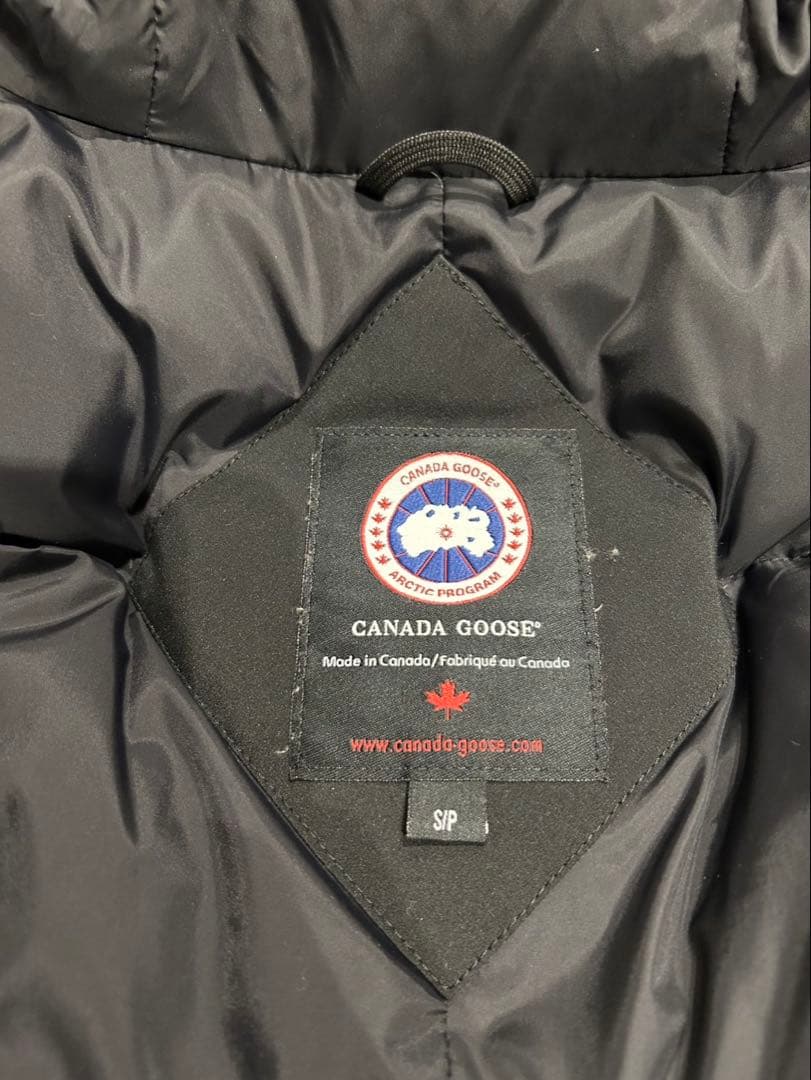 CANADA GOOSE®
ARCTIC PROGRAM
CANADA GOOSE®
Made in Canada/Fabriqué au Canada
www.canada-goose.com
S/P